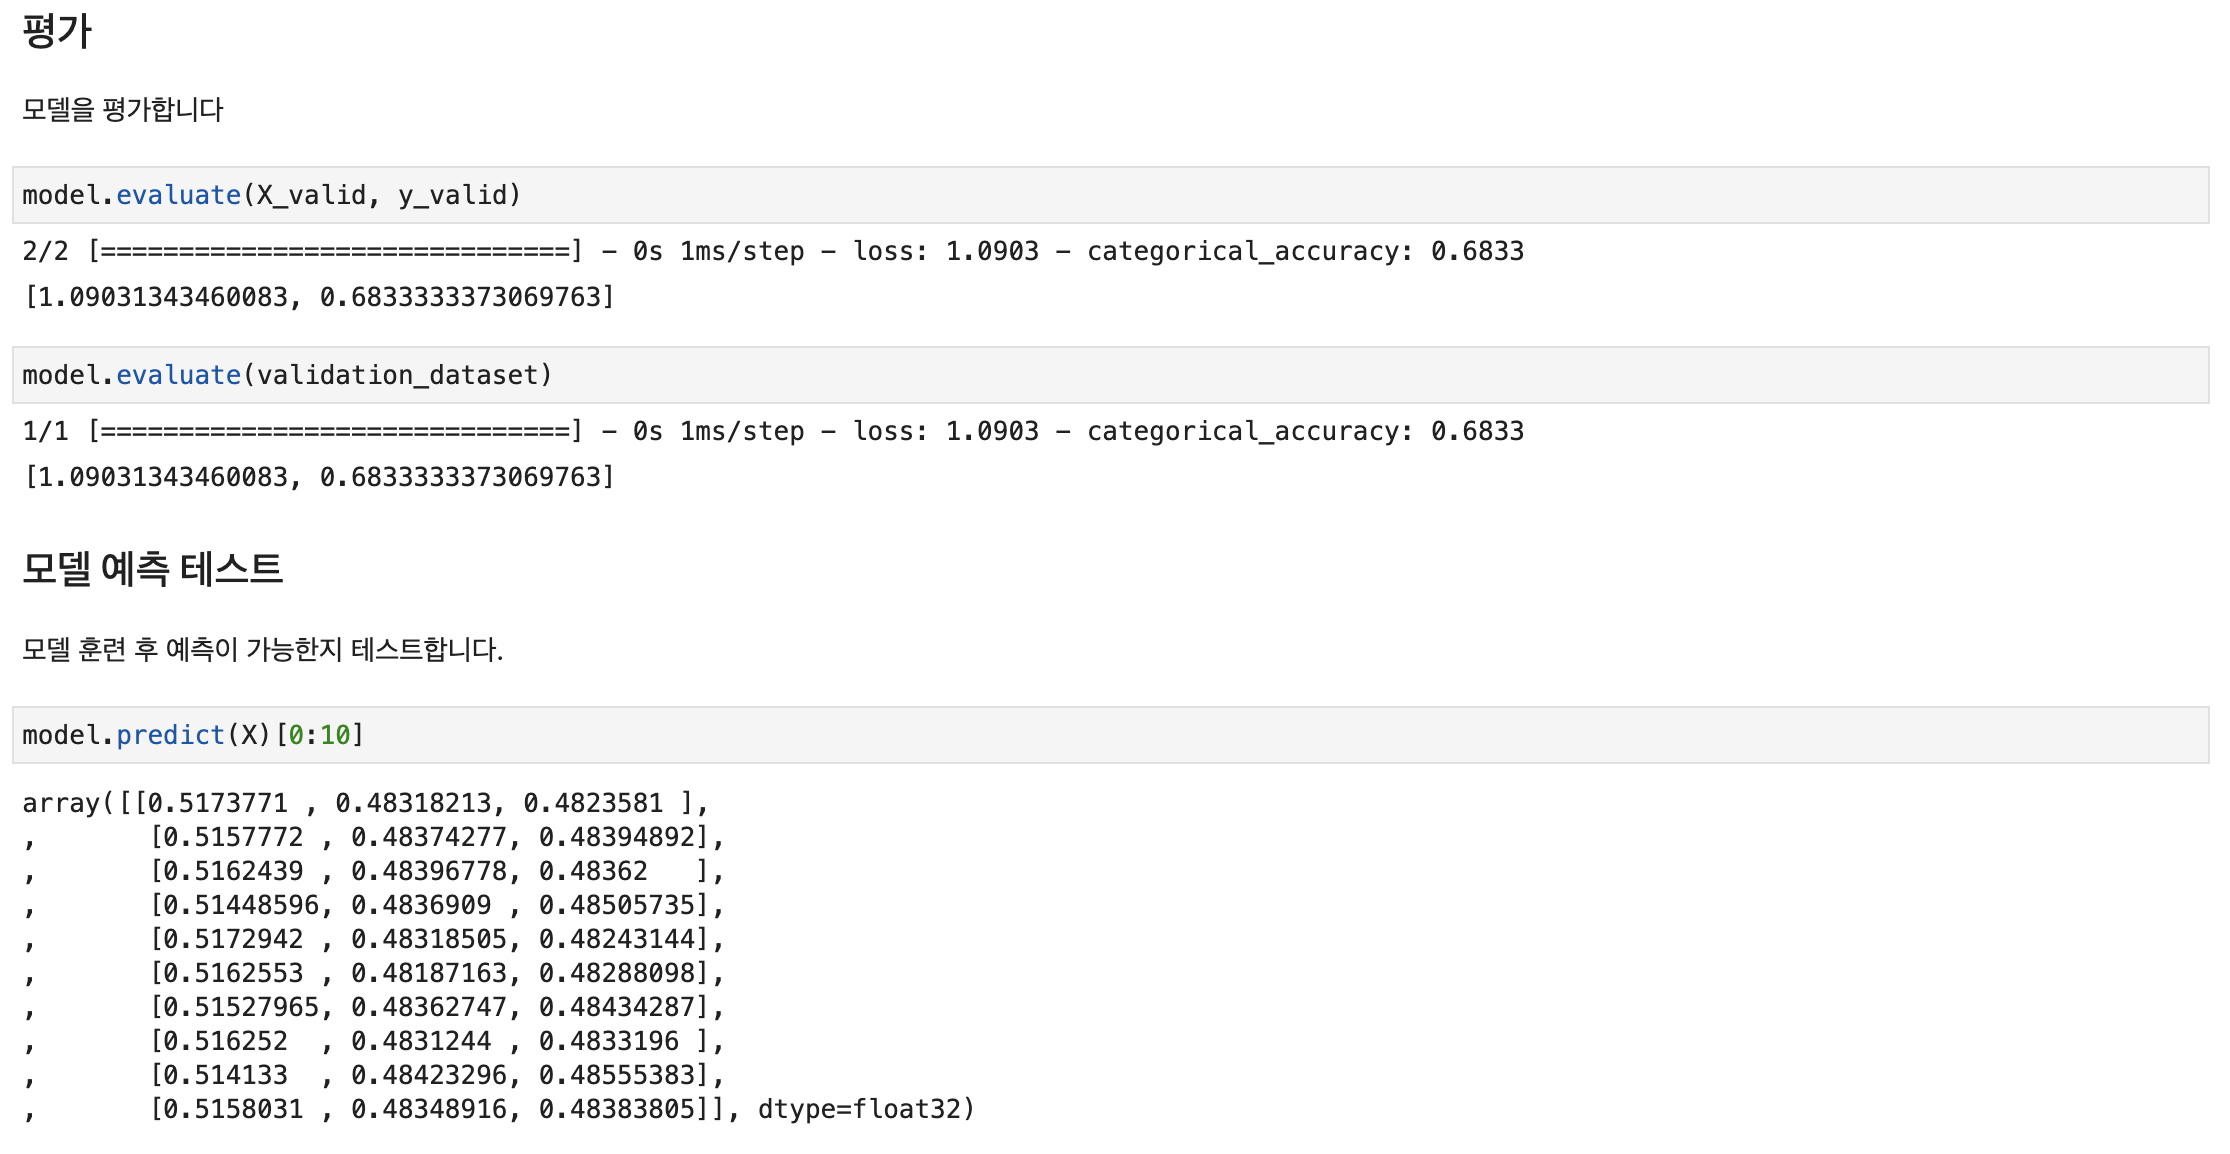 평가
모델을 평가합니다
model.evaluate(X_valid, y_valid)
2/2 [==============================] - 0s 1ms/step - loss: 1.0903 - categorical_accuracy: 0.6833
[1.09031343460083, 0.6833333373069763]
model.evaluate(validation_dataset)
1/1 [==============================] - 0s 1ms/step - loss: 1.0903 - categorical_accuracy: 0.6833
[1.09031343460083, 0.6833333373069763]
모델 예측 테스트
모델 훈련 후 예측이 가능한지 테스트합니다.
model.predict(X)[0:10]
array([[0.5173771 , 0.48318213, 0.4823581 ],
,       [0.5157772 , 0.48374277, 0.48394892],
,       [0.5162439 , 0.48396778, 0.48362   ],
,       [0.51448596, 0.4836909 , 0.48505735],
,       [0.5172942 , 0.48318505, 0.48243144],
,       [0.5162553 , 0.48187163, 0.48288098],
,       [0.51527965, 0.48362747, 0.48434287],
,       [0.516252  , 0.4831244 , 0.4833196 ],
,       [0.514133  , 0.48423296, 0.48555383],
,       [0.5158031 , 0.48348916, 0.48383805]], dtype=float32)